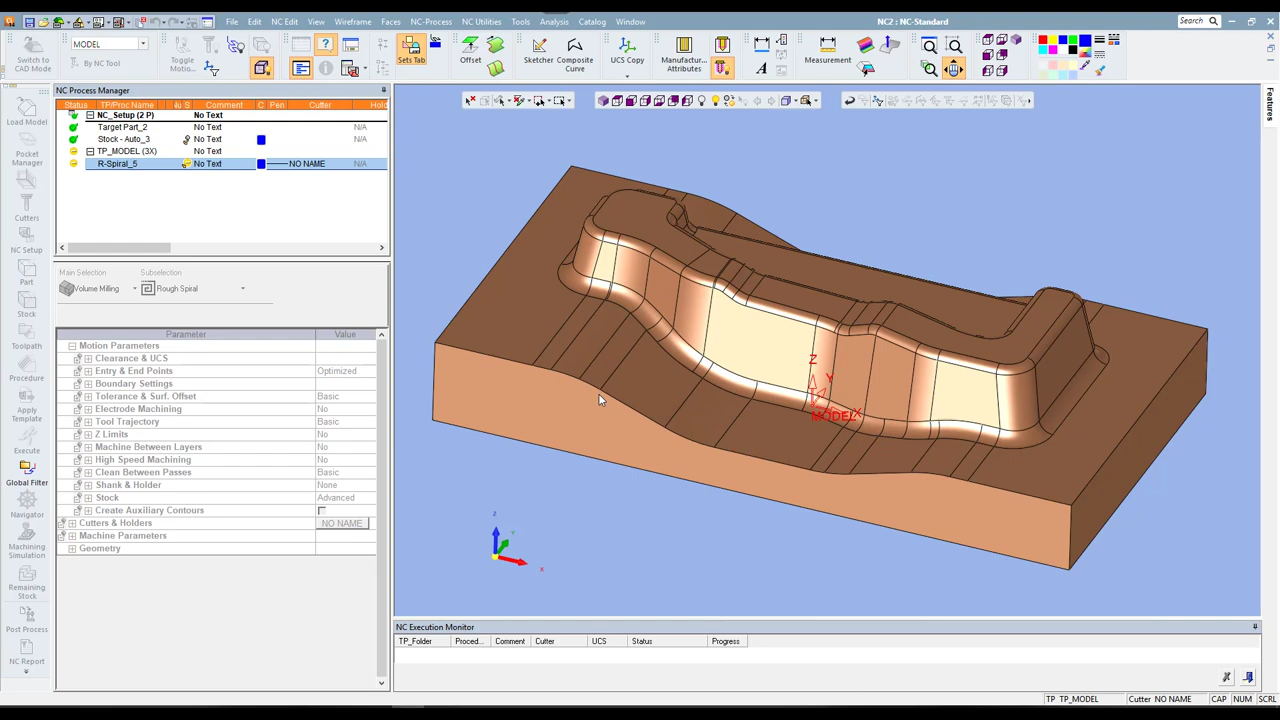 File Edit NC Edit View Wireframe Faces NC-Process NC Utilities Tools Analysis Catalog Window NC2: NC-Standard Search
Switch to CAD Mode
MODEL
By NC Tool
Toggle Motion...
Sets Tab
Offset
Sketcher
Composite Curve
UCS Copy
Manufactur... Attributes
Measurement
Load Model
Pocket Manager
Cutters
NC Setup
Part
Stock
Toolpath
Procedure
Apply Template
Execute
Global Filter
Navigator
Machining Simulation
Remaining Stock
Post Process
NC Report
NC Process Manager
Status TP/Proc Name S Comment C Pen Cutter Hold
NC_Setup (2 P) No Text
Target Part_2 No Text N/A
Stock - Auto_3 No Text N/A
TP_MODEL (3X) No Text
R-Spiral_5 No Text NO NAME N/A
Main Selection Subselection
Volume Milling Rough Spiral
Parameter Value
Motion Parameters
Clearance & UCS
Entry & End Points Optimized
Boundary Settings
Tolerance & Surf. Offset Basic
Electrode Machining No
Tool Trajectory Basic
Z Limits No
Machine Between Layers No
High Speed Machining No
Clean Between Passes Basic
Shank & Holder None
Stock Advanced
Create Auxiliary Contours
Cutters & Holders NO NAME
Machine Parameters
Geometry
Z
Y
MODEL X
z
x
Features
NC Execution Monitor
TP_Folder Proced... Comment Cutter UCS Status Progress
TP TP_MODEL Cutter NO NAME CAP NUM SCRL